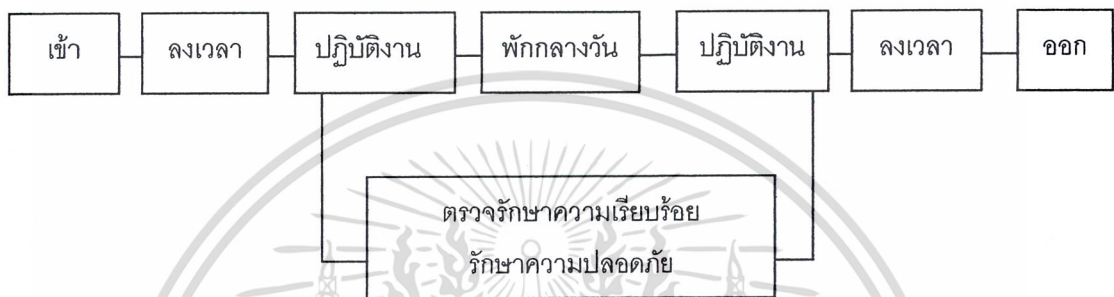 เข้า
ลงเวลา
ปฏิบัติงาน
พักกลางวัน
ปฏิบัติงาน
ลงเวลา
ออก
ตรวจรักษาความเรียบร้อย
รักษาความปลอดภัย